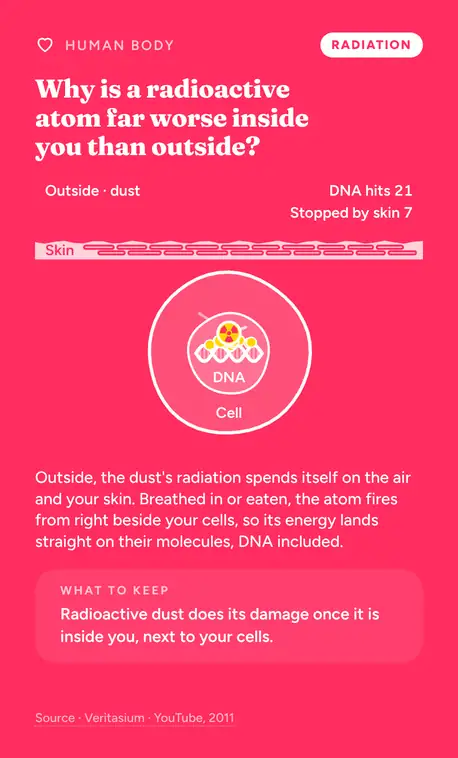 HUMAN BODY
RADIATION
Why is a radioactive
atom far worse inside
you than outside?
Outside · dust
DNA hits 21
Stopped by skin 7
Skin
DNA
Cell
Outside, the dust's radiation spends itself on the air
and your skin. Breathed in or eaten, the atom fires
from right beside your cells, so its energy lands
straight on their molecules, DNA included.
WHAT TO KEEP
Radioactive dust does its damage once it is
inside you, next to your cells.
Source · Veritasium · YouTube, 2011